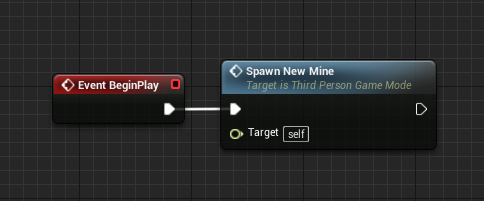 Event BeginPlay
Spawn New Mine
Target is Third Person Game Mode
Target self